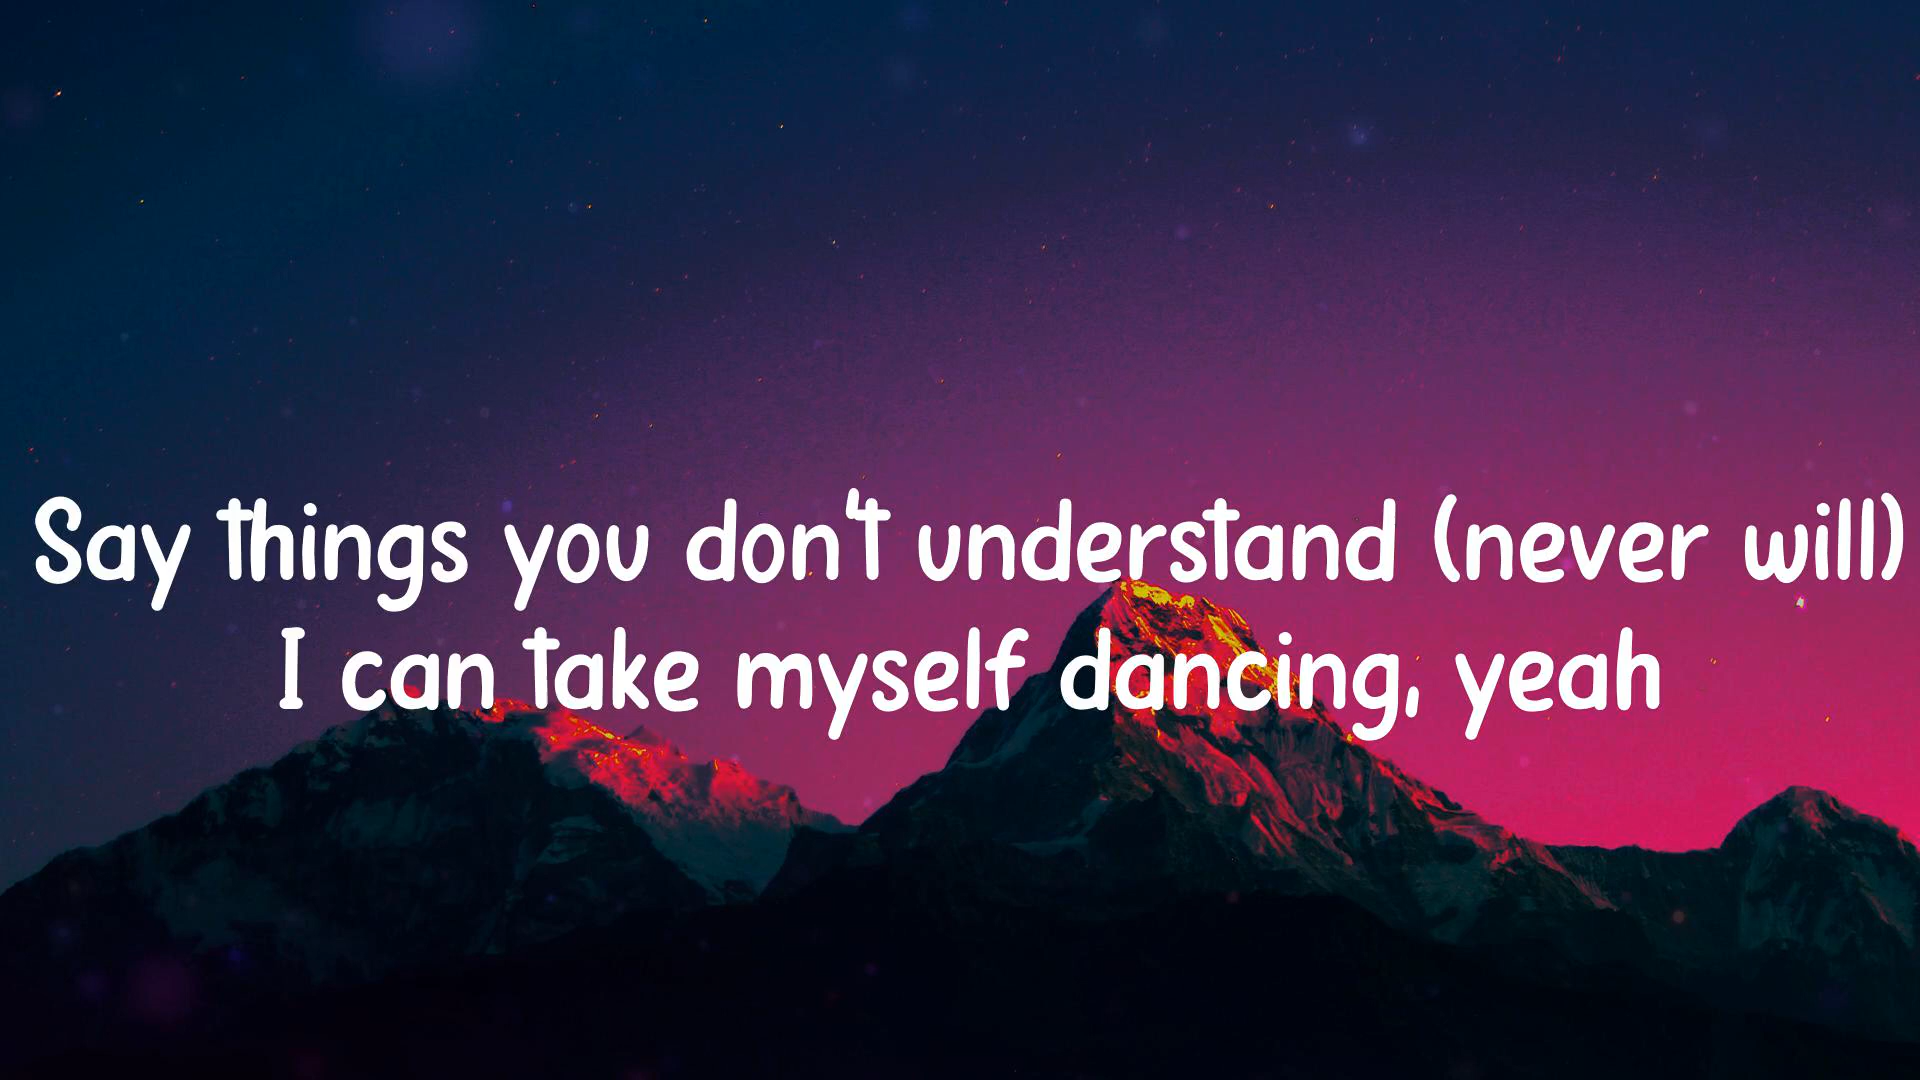 Say things you don't understand (never will)
I can take myself dancing, yeah